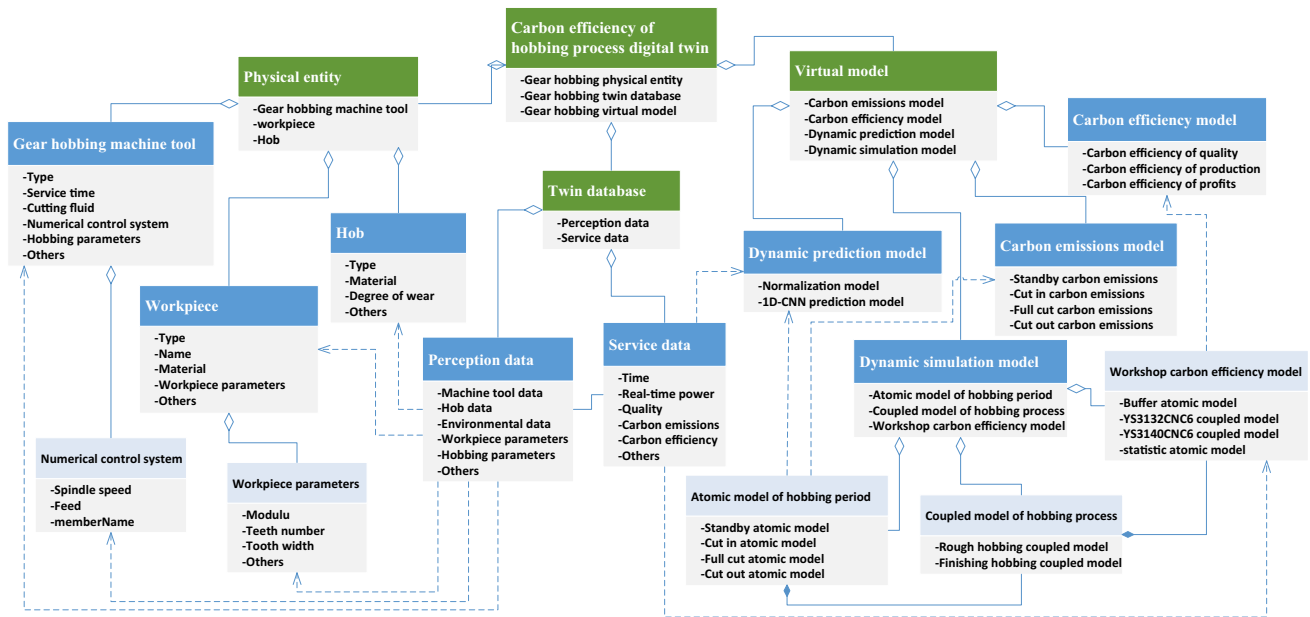 Carbon efficiency of
hobbing process digital twin
-Gear hobbing physical entity
-Gear hobbing twin database
-Gear hobbing virtual model
Physical entity
-Gear hobbing machine tool
-workpiece
-Hob
Virtual model
-Carbon emissions model
-Carbon efficiency model
-Dynamic prediction model
-Dynamic simulation model
Gear hobbing machine tool
-Type
-Service time
-Cutting fluid
-Numerical control system
-Hobbing parameters
-Others
Carbon efficiency model
-Carbon efficiency of quality
-Carbon efficiency of production
-Carbon efficiency of profits
Twin database
-Perception data
-Service data
Hob
-Type
-Material
-Degree of wear
-Others
Dynamic prediction model
-Normalization model
-1D-CNN prediction model
Carbon emissions model
-Standby carbon emissions
-Cut in carbon emissions
-Full cut carbon emissions
-Cut out carbon emissions
Workpiece
-Type
-Name
-Material
-Workpiece parameters
-Others
Perception data
-Machine tool data
-Hob data
-Environmental data
-Workpiece parameters
-Hobbing parameters
-Others
Service data
-Time
-Real-time power
-Quality
-Carbon emissions
-Carbon efficiency
-Others
Dynamic simulation model
-Atomic model of hobbing period
-Coupled model of hobbing process
-Workshop carbon efficiency model
Workshop carbon efficiency model
-Buffer atomic model
-YS3132CNC6 coupled model
-YS3140CNC6 coupled model
-statistic atomic model
Numerical control system
-Spindle speed
-Feed
-memberName
Workpiece parameters
-Modulu
-Teeth number
-Tooth width
-Others
Atomic model of hobbing period
-Standby atomic model
-Cut in atomic model
-Full cut atomic model
-Cut out atomic model
Coupled model of hobbing process
-Rough hobbing coupled model
-Finishing hobbing coupled model